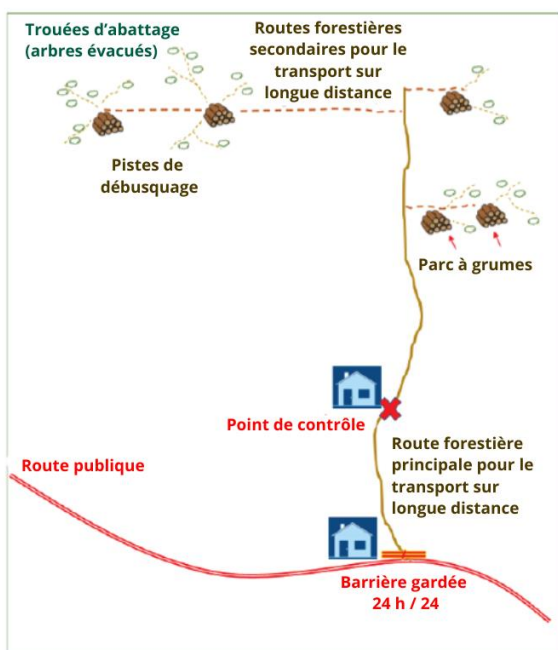 Trouées d'abattage
(arbres évacués)
Routes forestières
secondaires pour le
transport sur
longue distance
Pistes de
débusquage
Parc à grumes
Point de contrôle
Route forestière
principale pour le
transport sur
longue distance
Route publique
Barrière gardée
24 h / 24